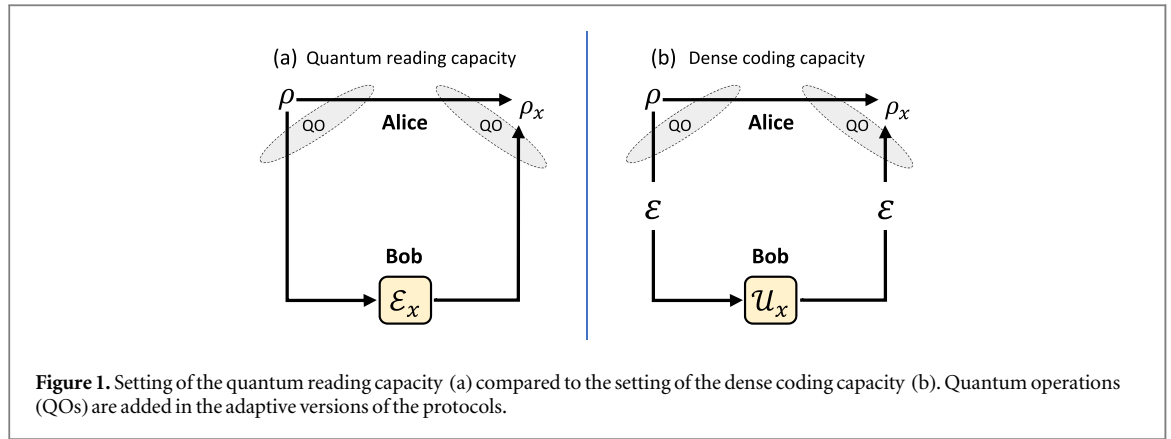 (a) Quantum reading capacity
ρ
QO
Alice
QO
ρₓ
Bob
ℰₓ
(b) Dense coding capacity
ρ
QO
Alice
QO
ρₓ
ℰ
ℰ
Bob
𝒰ₓ
Figure 1. Setting of the quantum reading capacity (a) compared to the setting of the dense coding capacity (b). Quantum operations
(QOs) are added in the adaptive versions of the protocols.